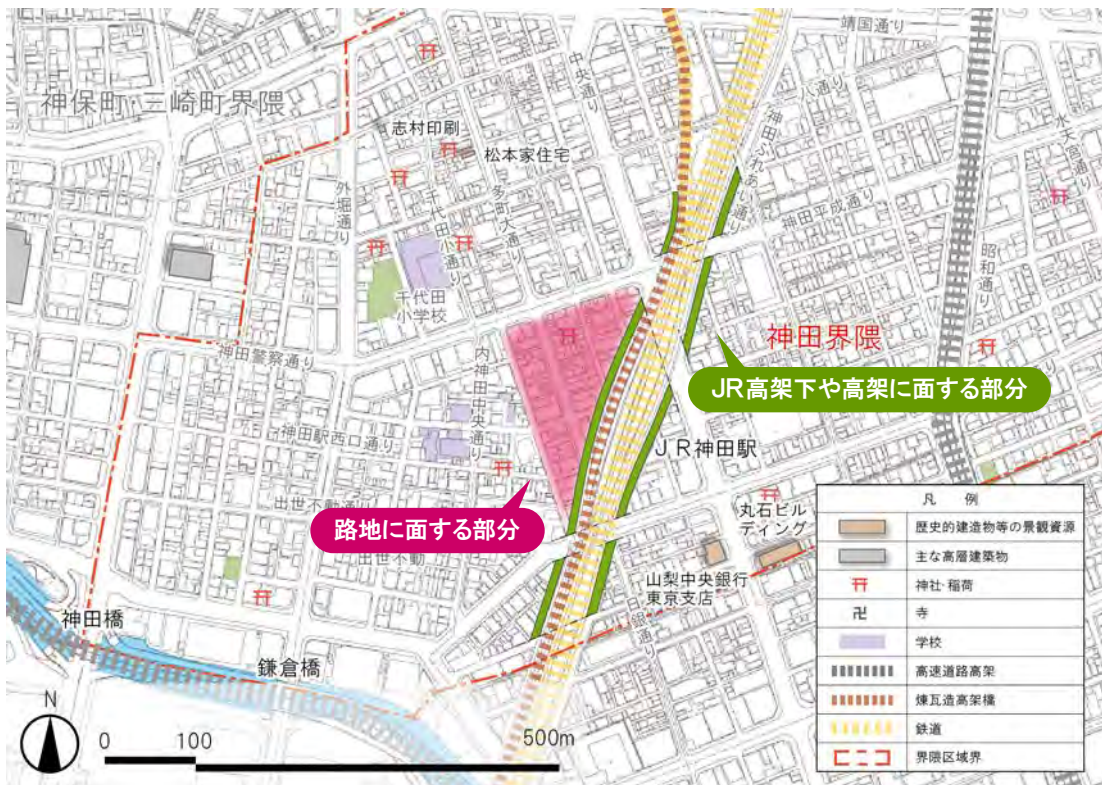 靖国通り
神保町・三崎町界隈
中央通り
志村印刷
松本家住宅
神田ふれあい通り
八通り
水天宮通り
外堀通り
千代田小通り
多町大通り
神田平成通り
昭和通り
千代田
小学校
神田警察通り
神田界隈
内神田中央通り
JR高架下や高架に面する部分
神田駅西口通り
JR神田駅
出世不動通り
路地に面する部分
出世不動
丸石ビル
ディング
山梨中央銀行
東京支店
銀通り
神田橋
鎌倉橋
N
0 100 500m
凡 例
歴史的建造物等の景観資源
主な高層建築物
神社・稲荷
卍 寺
学校
高速道路高架
煉瓦造高架橋
鉄道
界隈区域界